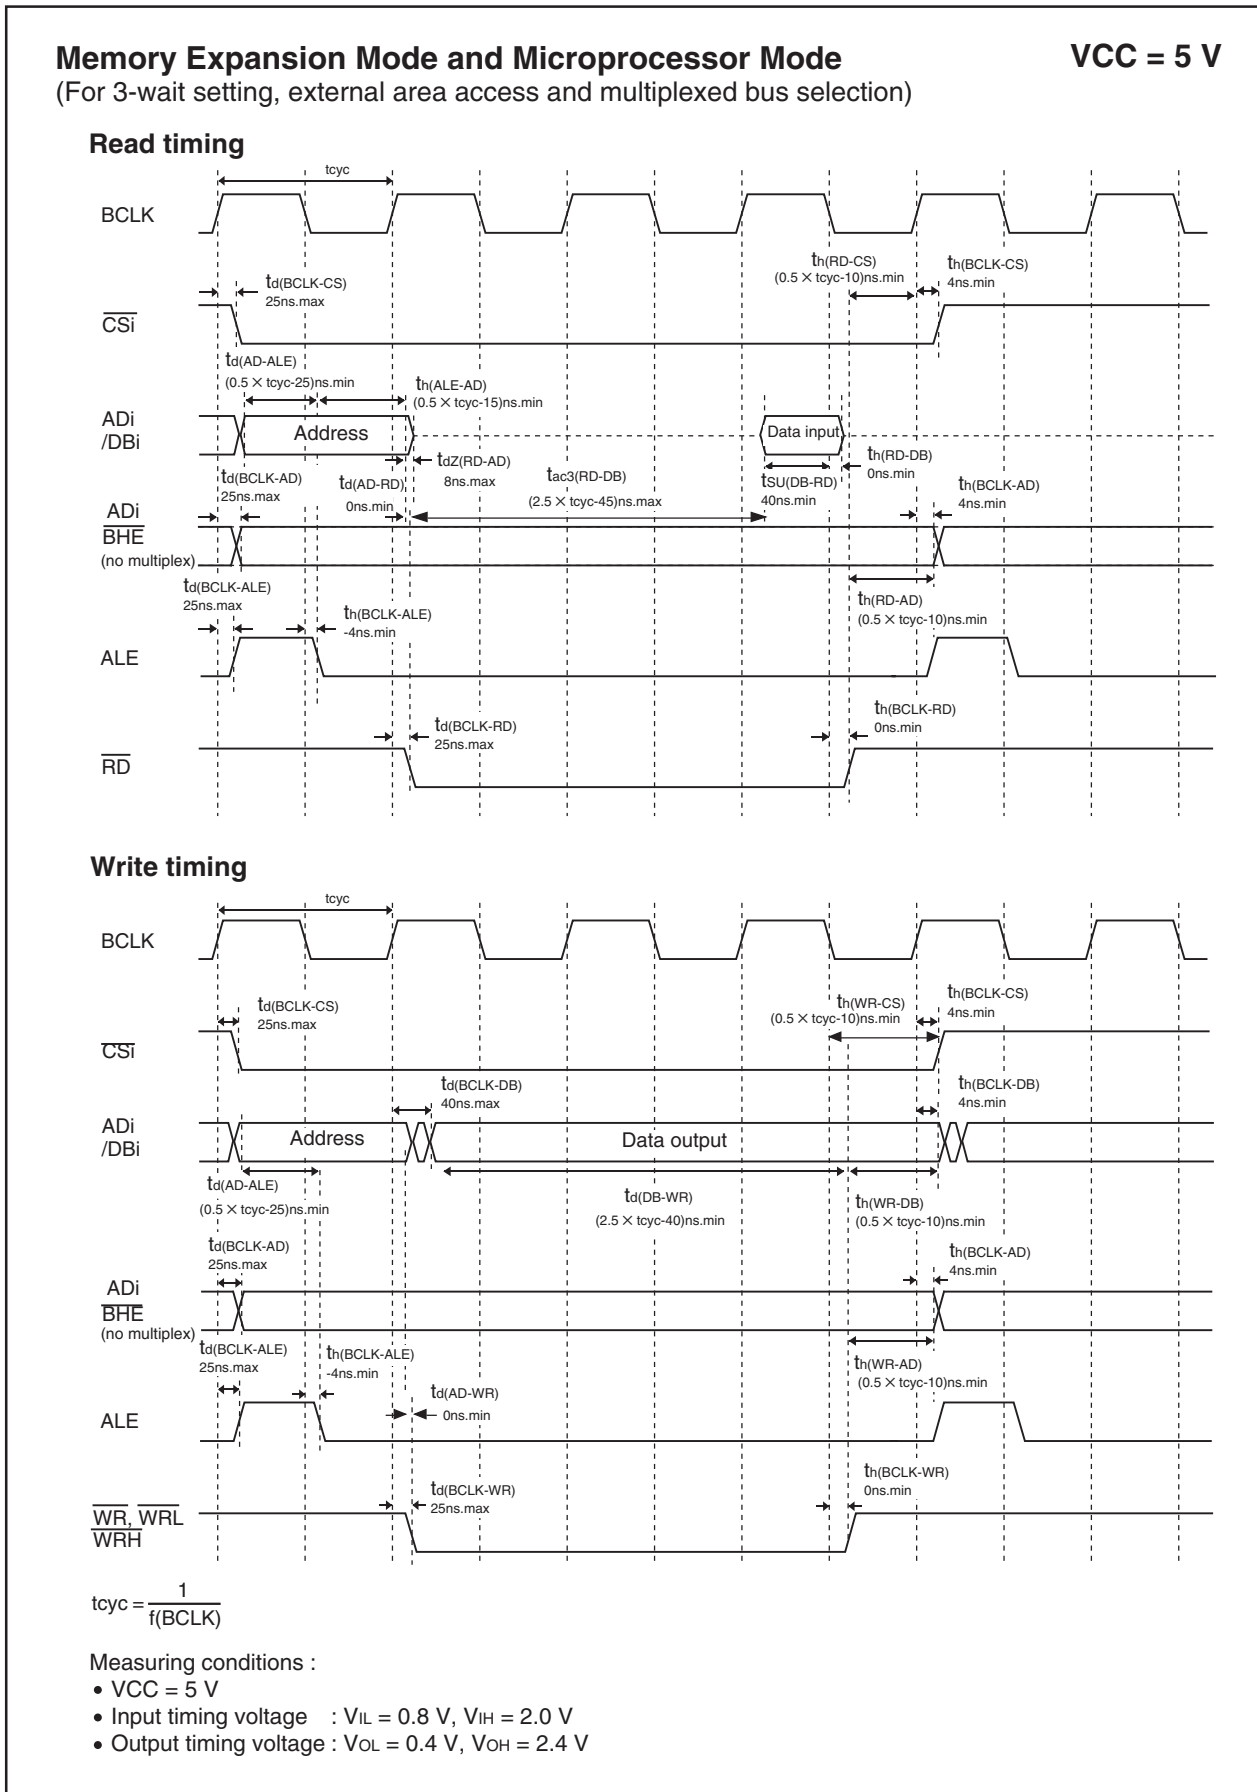 Memory Expansion Mode and Microprocessor Mode VCC = 5 V
(For 3-wait setting, external area access and multiplexed bus selection)
Read timing
tcyc
BCLK
td(BCLK-CS)
25ns.max
th(RD-CS)
(0.5 × tcyc-10)ns.min
th(BCLK-CS)
4ns.min
CSi
td(AD-ALE)
(0.5 × tcyc-25)ns.min
th(ALE-AD)
(0.5 × tcyc-15)ns.min
ADi
/DBi
Address
Data input
td(BCLK-AD)
25ns.max
td(AD-RD)
0ns.min
tdZ(RD-AD)
8ns.max
tac3(RD-DB)
(2.5 × tcyc-45)ns.max
tSU(DB-RD)
40ns.min
th(RD-DB)
0ns.min
th(BCLK-AD)
4ns.min
ADi
BHE
(no multiplex)
td(BCLK-ALE)
25ns.max
th(BCLK-ALE)
-4ns.min
th(RD-AD)
(0.5 × tcyc-10)ns.min
ALE
td(BCLK-RD)
25ns.max
th(BCLK-RD)
0ns.min
RD
Write timing
tcyc
BCLK
td(BCLK-CS)
25ns.max
th(WR-CS)
(0.5 × tcyc-10)ns.min
th(BCLK-CS)
4ns.min
CSi
td(BCLK-DB)
40ns.max
th(BCLK-DB)
4ns.min
ADi
/DBi
Address
Data output
td(AD-ALE)
(0.5 × tcyc-25)ns.min
td(DB-WR)
(2.5 × tcyc-40)ns.min
th(WR-DB)
(0.5 × tcyc-10)ns.min
td(BCLK-AD)
25ns.max
th(BCLK-AD)
4ns.min
ADi
BHE
(no multiplex)
td(BCLK-ALE)
25ns.max
th(BCLK-ALE)
-4ns.min
td(AD-WR)
0ns.min
th(WR-AD)
(0.5 × tcyc-10)ns.min
ALE
td(BCLK-WR)
25ns.max
th(BCLK-WR)
0ns.min
WR, WRL
WRH
tcyc = 1
f(BCLK)
Measuring conditions :
• VCC = 5 V
• Input timing voltage : VIL = 0.8 V, VIH = 2.0 V
• Output timing voltage : VOL = 0.4 V, VOH = 2.4 V